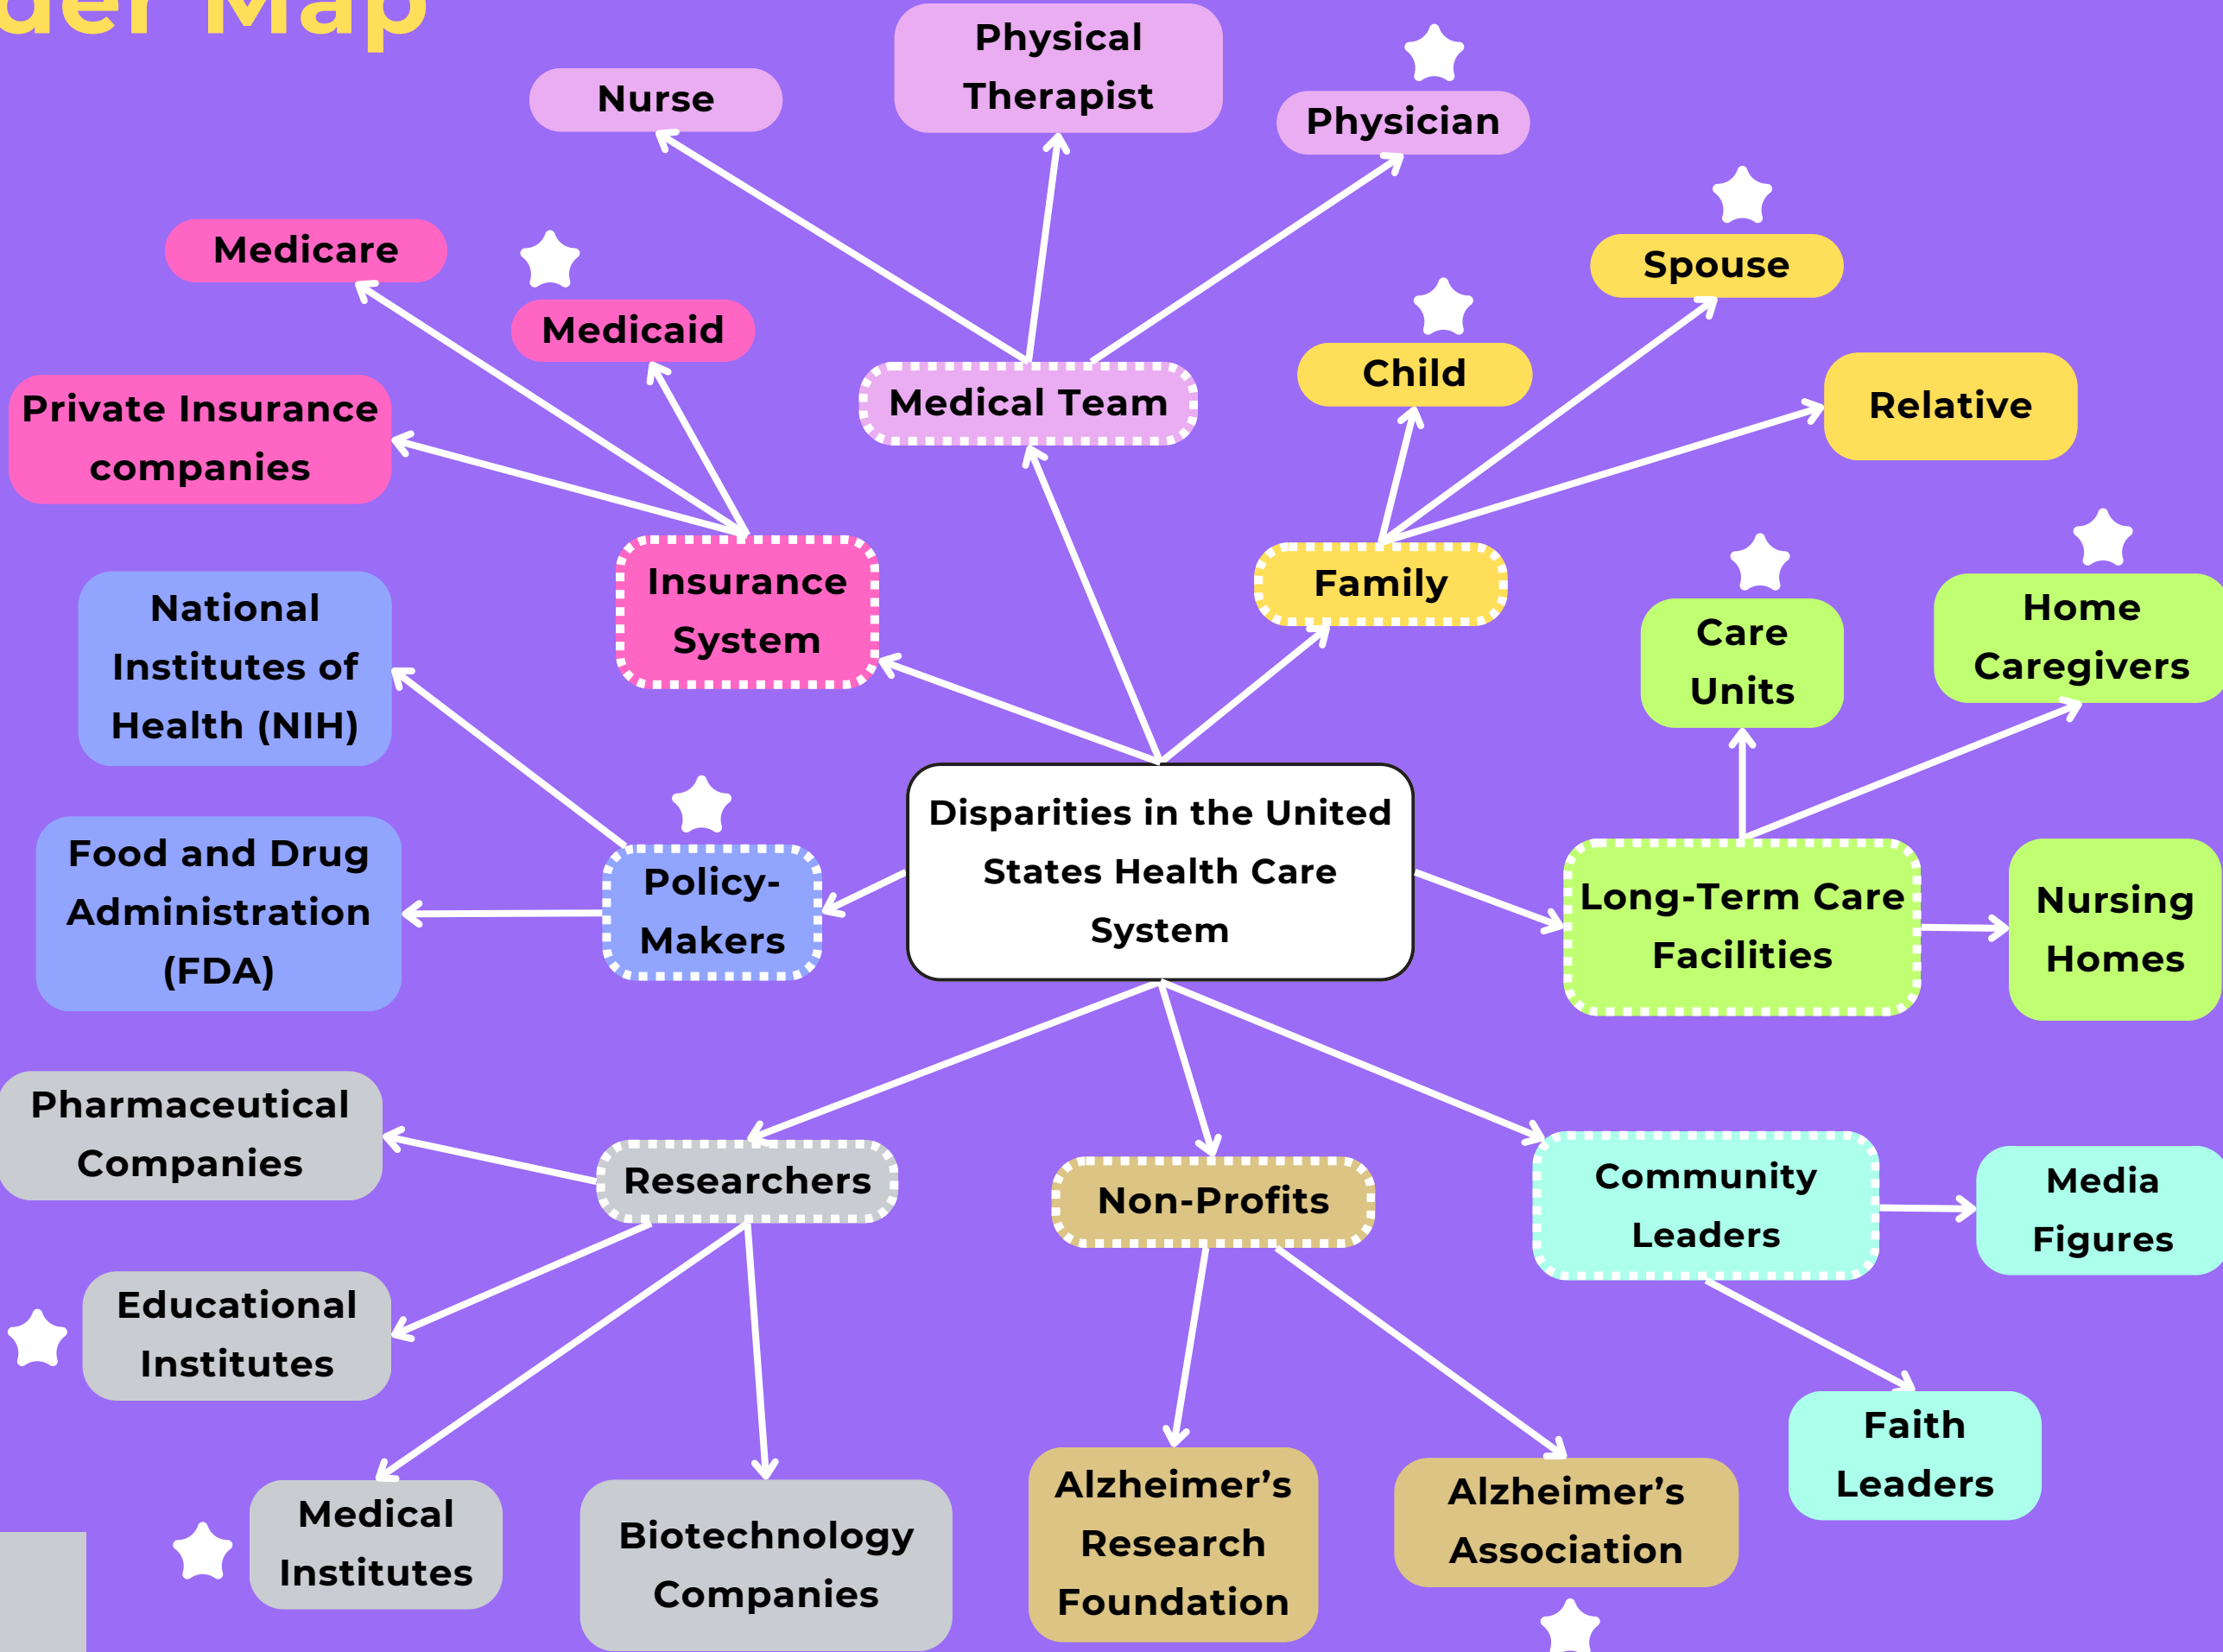 der Map
Physical
Therapist
Nurse
Physician
Medicare
Medicaid
Spouse
Child
Relative
Private Insurance
companies
Medical Team
Insurance
System
Family
Care
Units
Home
Caregivers
National
Institutes of
Health (NIH)
Food and Drug
Administration
(FDA)
Policy-
Makers
Disparities in the United
States Health Care
System
Long-Term Care
Facilities
Nursing
Homes
Pharmaceutical
Companies
Researchers
Non-Profits
Community
Leaders
Media
Figures
Educational
Institutes
Faith
Leaders
Medical
Institutes
Biotechnology
Companies
Alzheimer’s
Research
Foundation
Alzheimer’s
Association